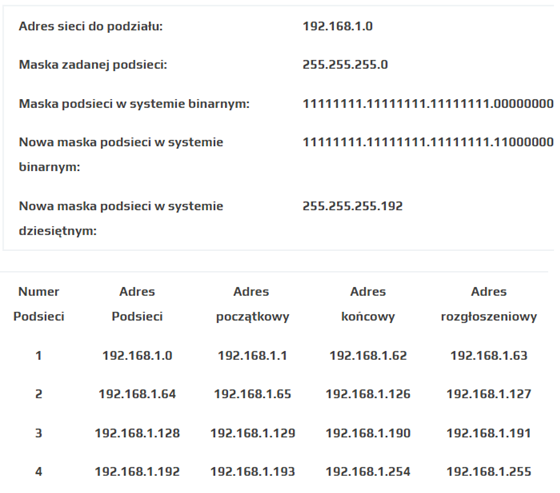 Adres sieci do podziału: 192.168.1.0
Maska zadanej podsieci: 255.255.255.0
Maska podsieci w systemie binarnym: 11111111.11111111.11111111.00000000
Nowa maska podsieci w systemie 11111111.11111111.11111111.11000000
binarnym:
Nowa maska podsieci w systemie 255.255.255.192
dziesiętnym:
Numer Adres Adres Adres Adres
Podsieci Podsieci początkowy końcowy rozgłoszeniowy
1 192.168.1.0 192.168.1.1 192.168.1.62 192.168.1.63
2 192.168.1.64 192.168.1.65 192.168.1.126 192.168.1.127
3 192.168.1.128 192.168.1.129 192.168.1.190 192.168.1.191
4 192.168.1.192 192.168.1.193 192.168.1.254 192.168.1.255